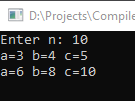 D:\Projects\Compile
Enter n: 10
a=3 b=4 c=5
a=6 b=8 c=10